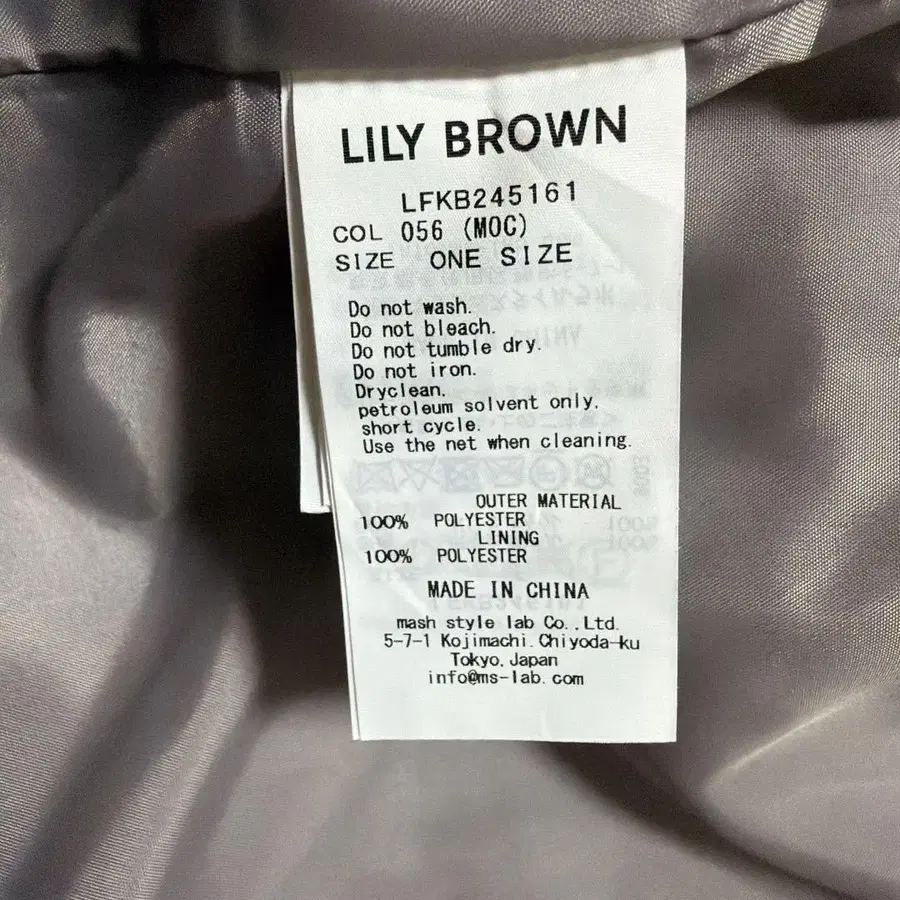 LILY BROWN
LFKB245161
COL 056 (MOC)
SIZE ONE SIZE
Do not wash.
Do not bleach.
Do not tumble dry.
Do not iron.
Dryclean.
petroleum solvent only.
short cycle.
Use the net when cleaning.
OUTER MATERIAL
100% POLYESTER
LINING
100% POLYESTER
MADE IN CHINA
mash style lab Co.,Ltd.
5-7-1 Kojimachi.Chiyoda-ku
Tokyo.Japan
info@ms-lab.com